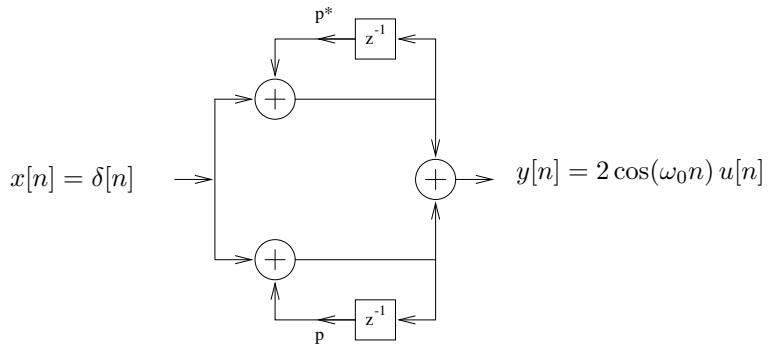 p*
z⁻¹
+
x[n] = δ[n]
+
y[n] = 2 cos(ω₀n) u[n]
+
z⁻¹
p